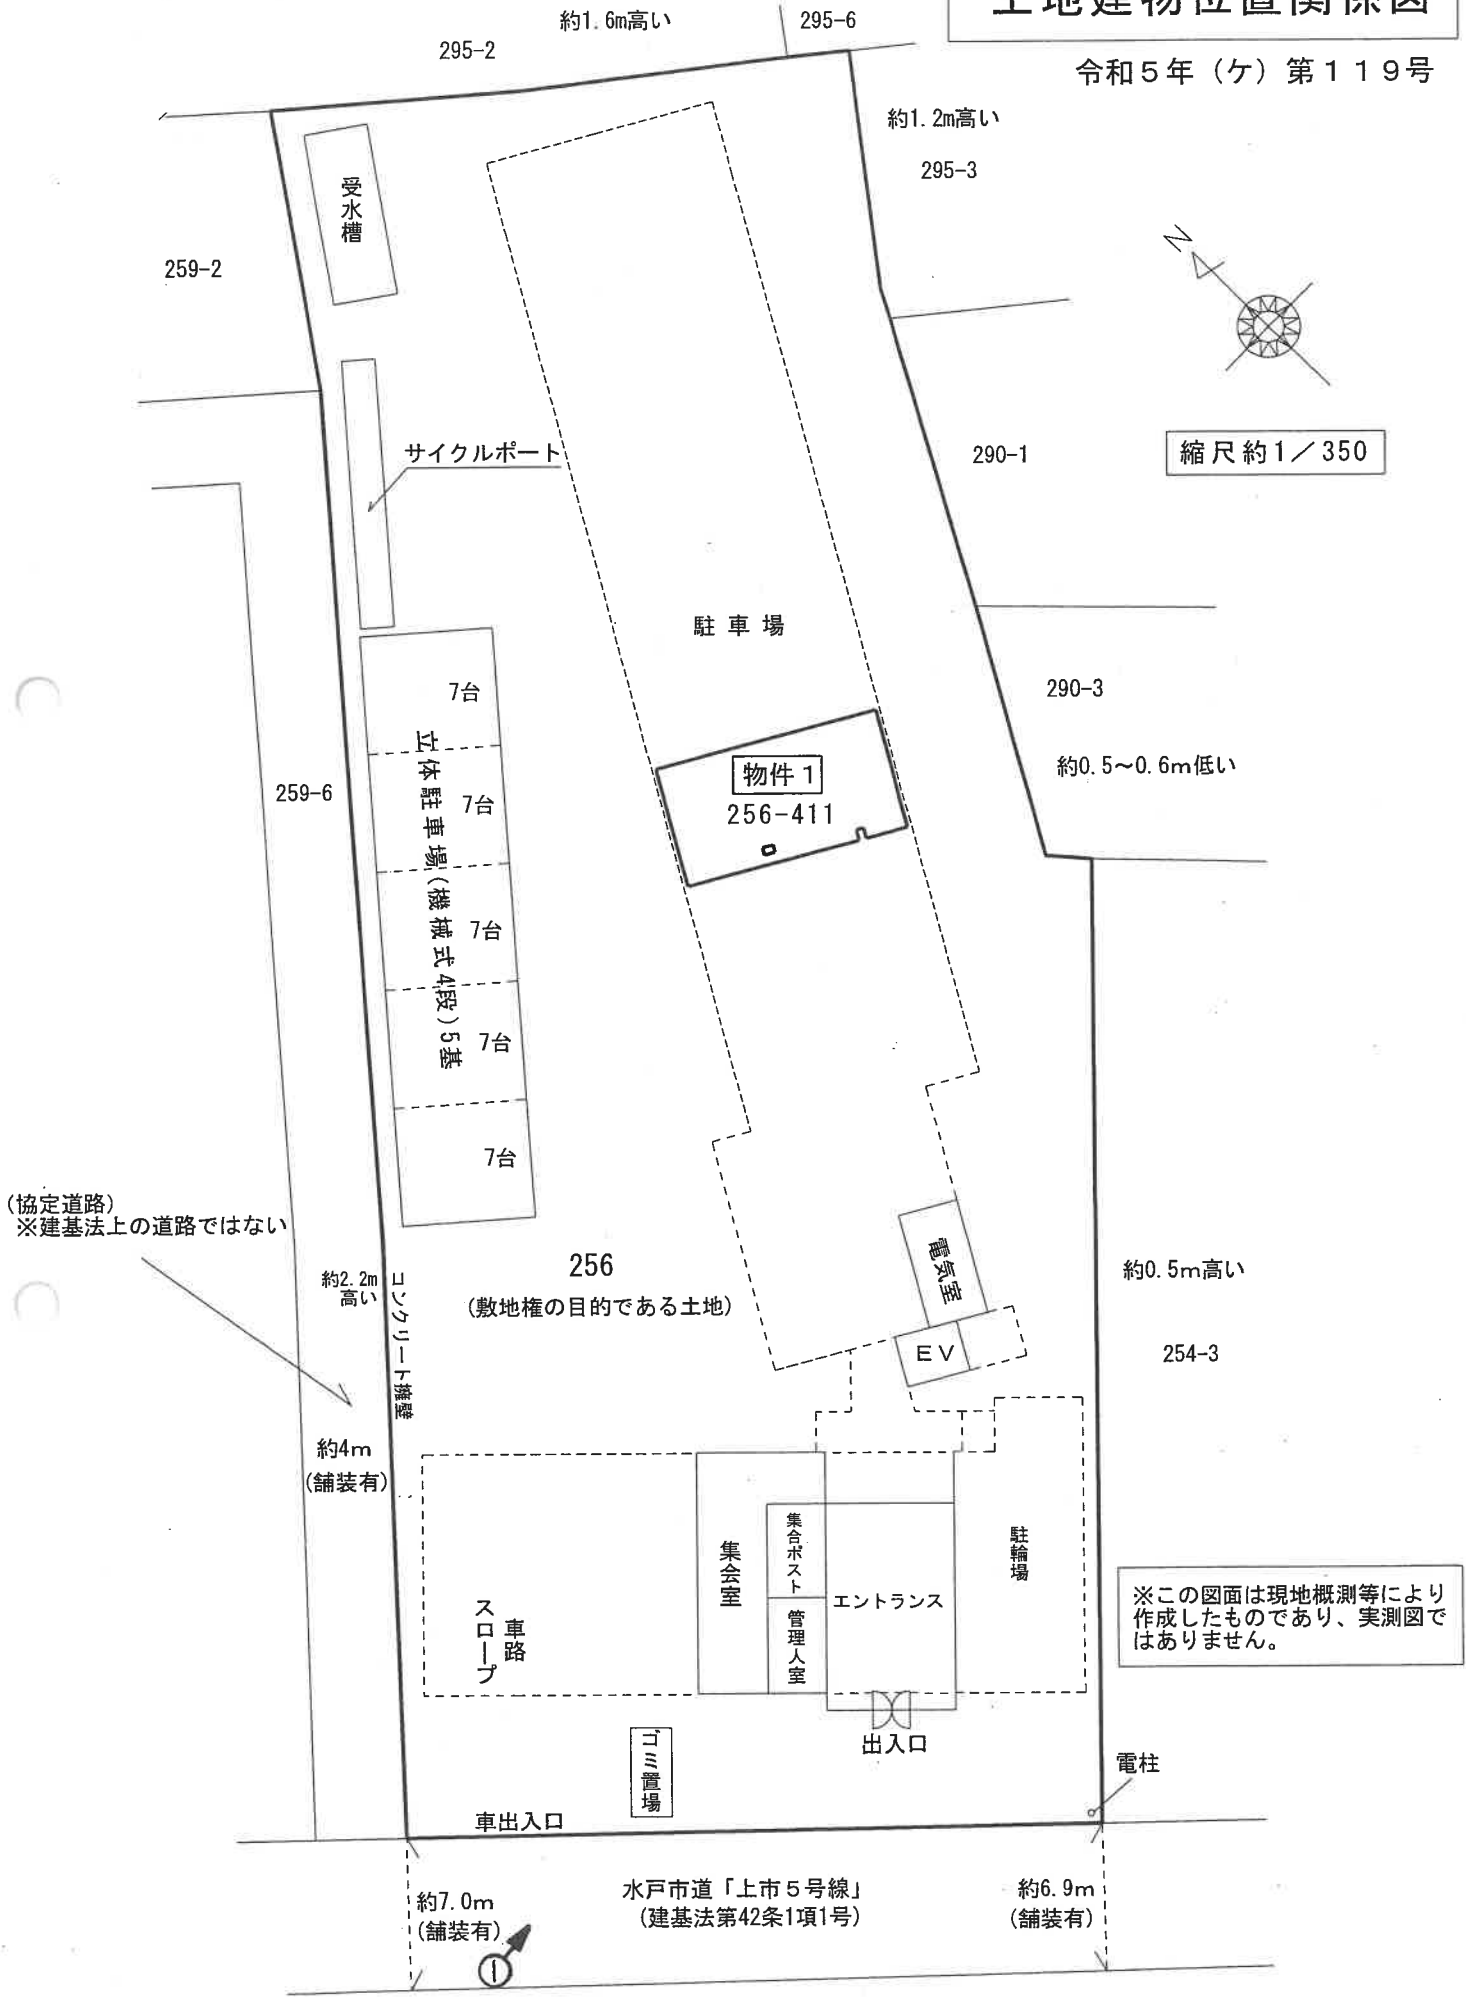 土地建物位置関係図
令和５年（ケ）第１１９号
約1.6m高い
295-2
295-6
約1.2m高い
295-3
受水槽
259-2
N
サイクルポート
290-1
縮尺約1／350
駐車場
290-3
約0.5～0.6m低い
物件1
256-411
7台
7台
7台
7台
7台
立体駐車場(機械式4段)5基
259-6
(協定道路)
※建基法上の道路ではない
約2.2m
高い
コンクリート擁壁
256
(敷地権の目的である土地)
電気室
EV
約0.5m高い
254-3
約4m
(舗装有)
車路
スロープ
集会室
集合ポスト
管理人室
エントランス
駐輪場
※この図面は現地概測等により
作成したものであり、実測図で
はありません。
出入口
ゴミ置場
電柱
車出入口
約7.0m
(舗装有)
水戸市道「上市５号線」
(建基法第42条1項1号)
約6.9m
(舗装有)
①